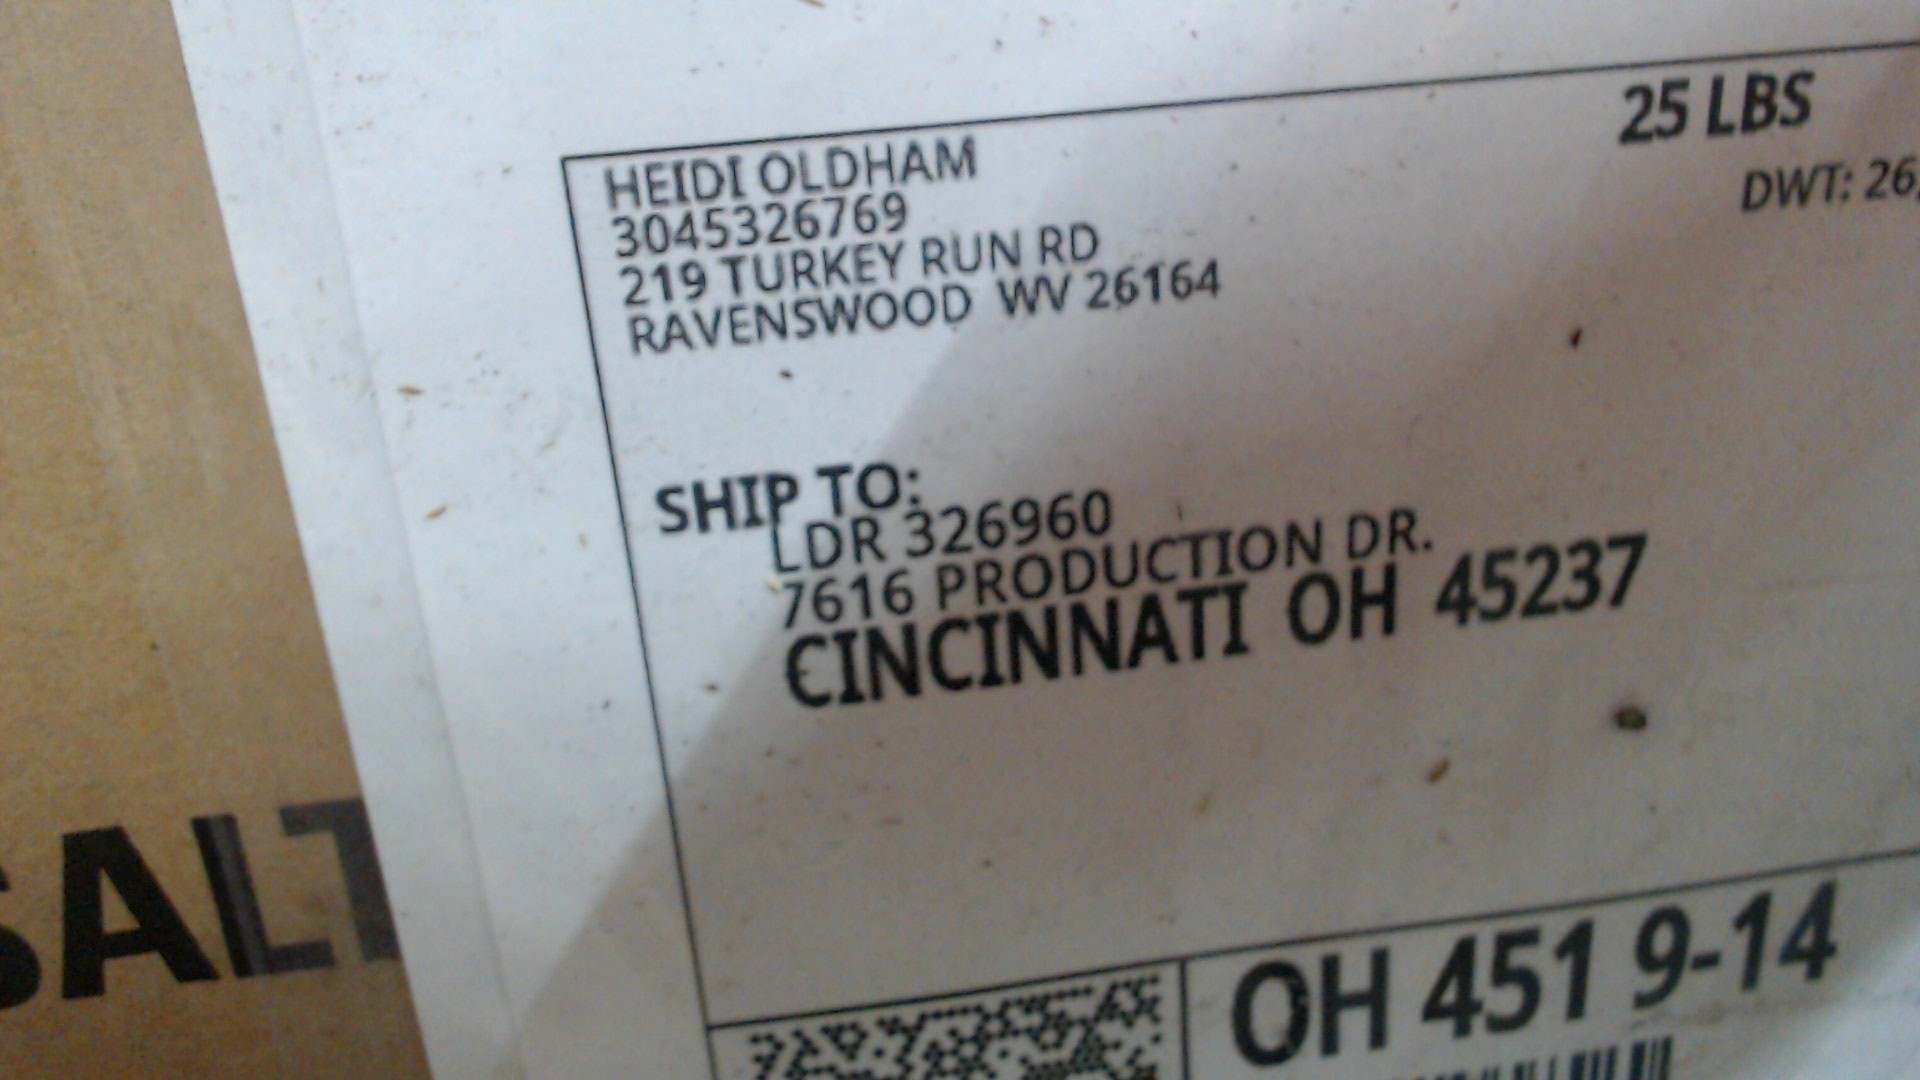 25 LBS
HEIDI OLDHAM
3045326769
219 TURKEY RUN RD
RAVENSWOOD WV 26164
DWT: 26,
SHIP TO:
LDR 326960
7616 PRODUCTION DR.
CINCINNATI OH 45237
SALT
OH 451 9-14